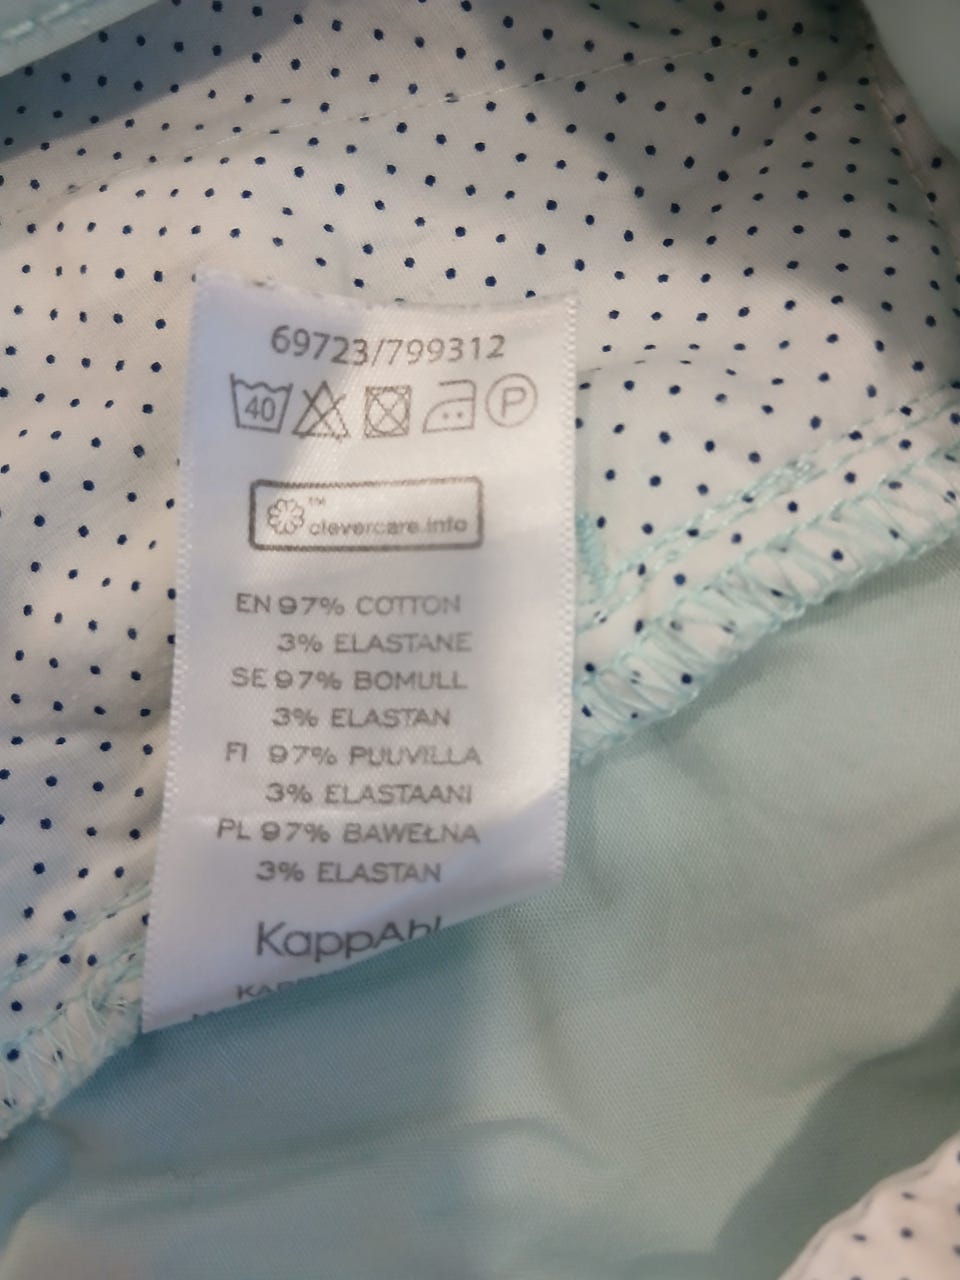 69723/799312
40 P
™ clevercare.info
EN 97% COTTON
3% ELASTANE
SE 97% BOMULL
3% ELASTAN
FI 97% PUUVILLA
3% ELASTAANI
PL 97% BAWEŁNA
3% ELASTAN
KappAhl